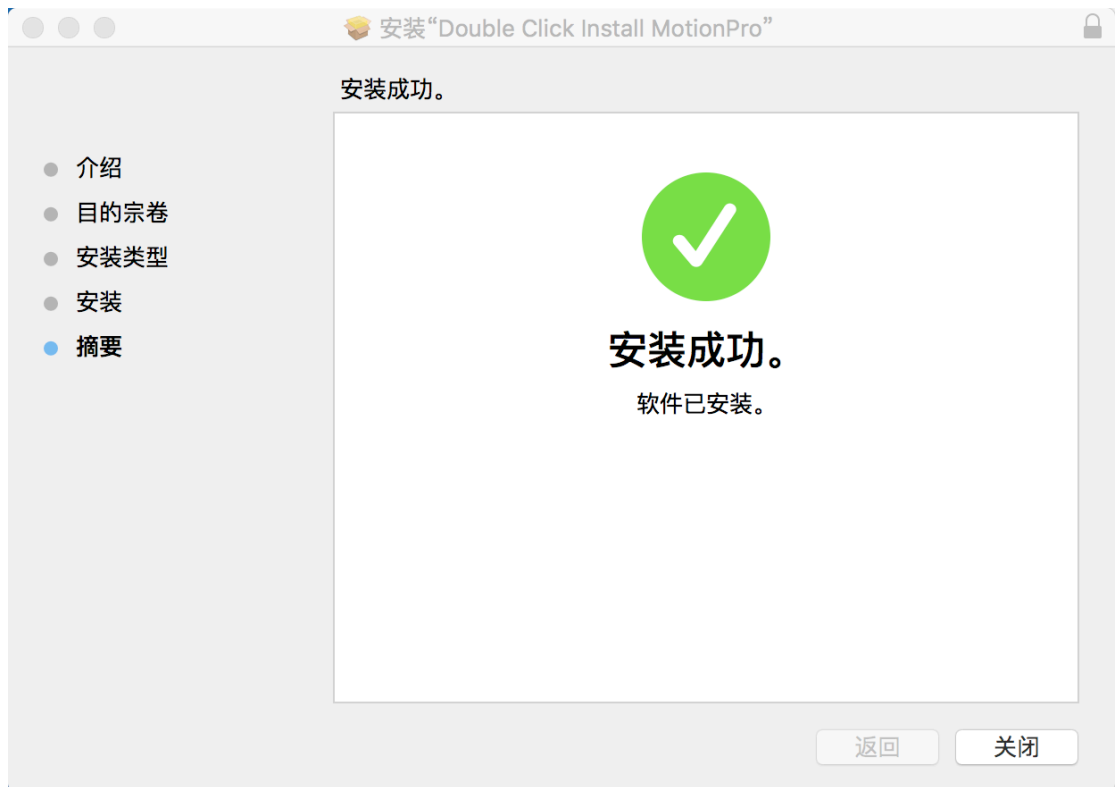 安装“Double Click Install MotionPro”
安装成功。
介绍
目的宗卷
安装类型
安装
摘要
安装成功。
软件已安装。
返回
关闭